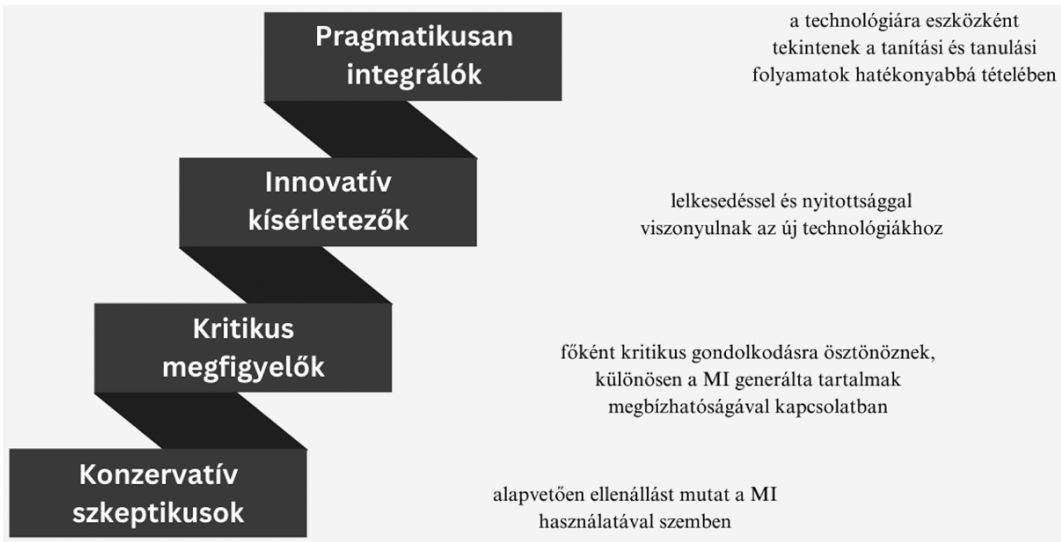 Pragmatikusan
integrálók
a technológiára eszközként
tekintenek a tanítási és tanulási
folyamatok hatékonyabbá tételében
Innovatív
kísérletezők
lelkesedéssel és nyitottsággal
viszonyulnak az új technológiákhoz
Kritikus
megfigyelők
főként kritikus gondolkodásra ösztönöznek,
különösen a MI generálta tartalmak
megbízhatóságával kapcsolatban
Konzervatív
szkeptikusok
alapvetően ellenállást mutat a MI
használatával szemben